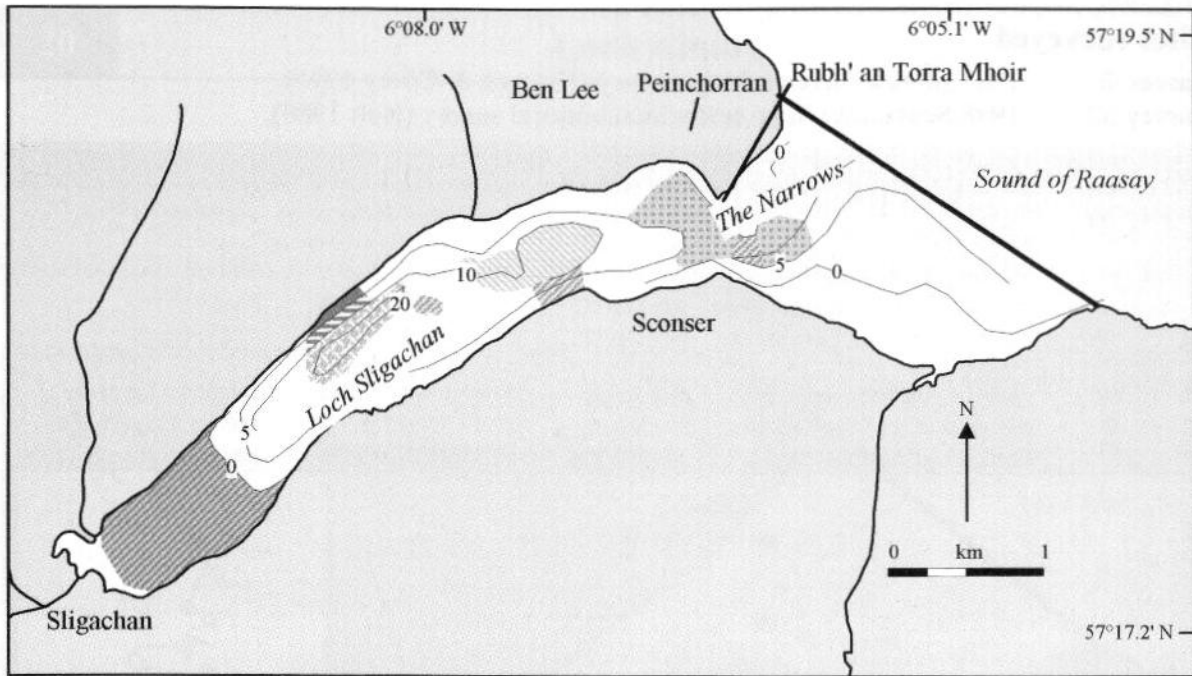 6°08.0' W
6°05.1' W
57°19.5' N
Ben Lee
Peinchorran
Rubh' an Torra Mhoir
0
The Narrows
Sound of Raasay
10
5
0
20
Sconser
Loch Sligachan
N
5
0
0 km 1
Sligachan
57°17.2' N